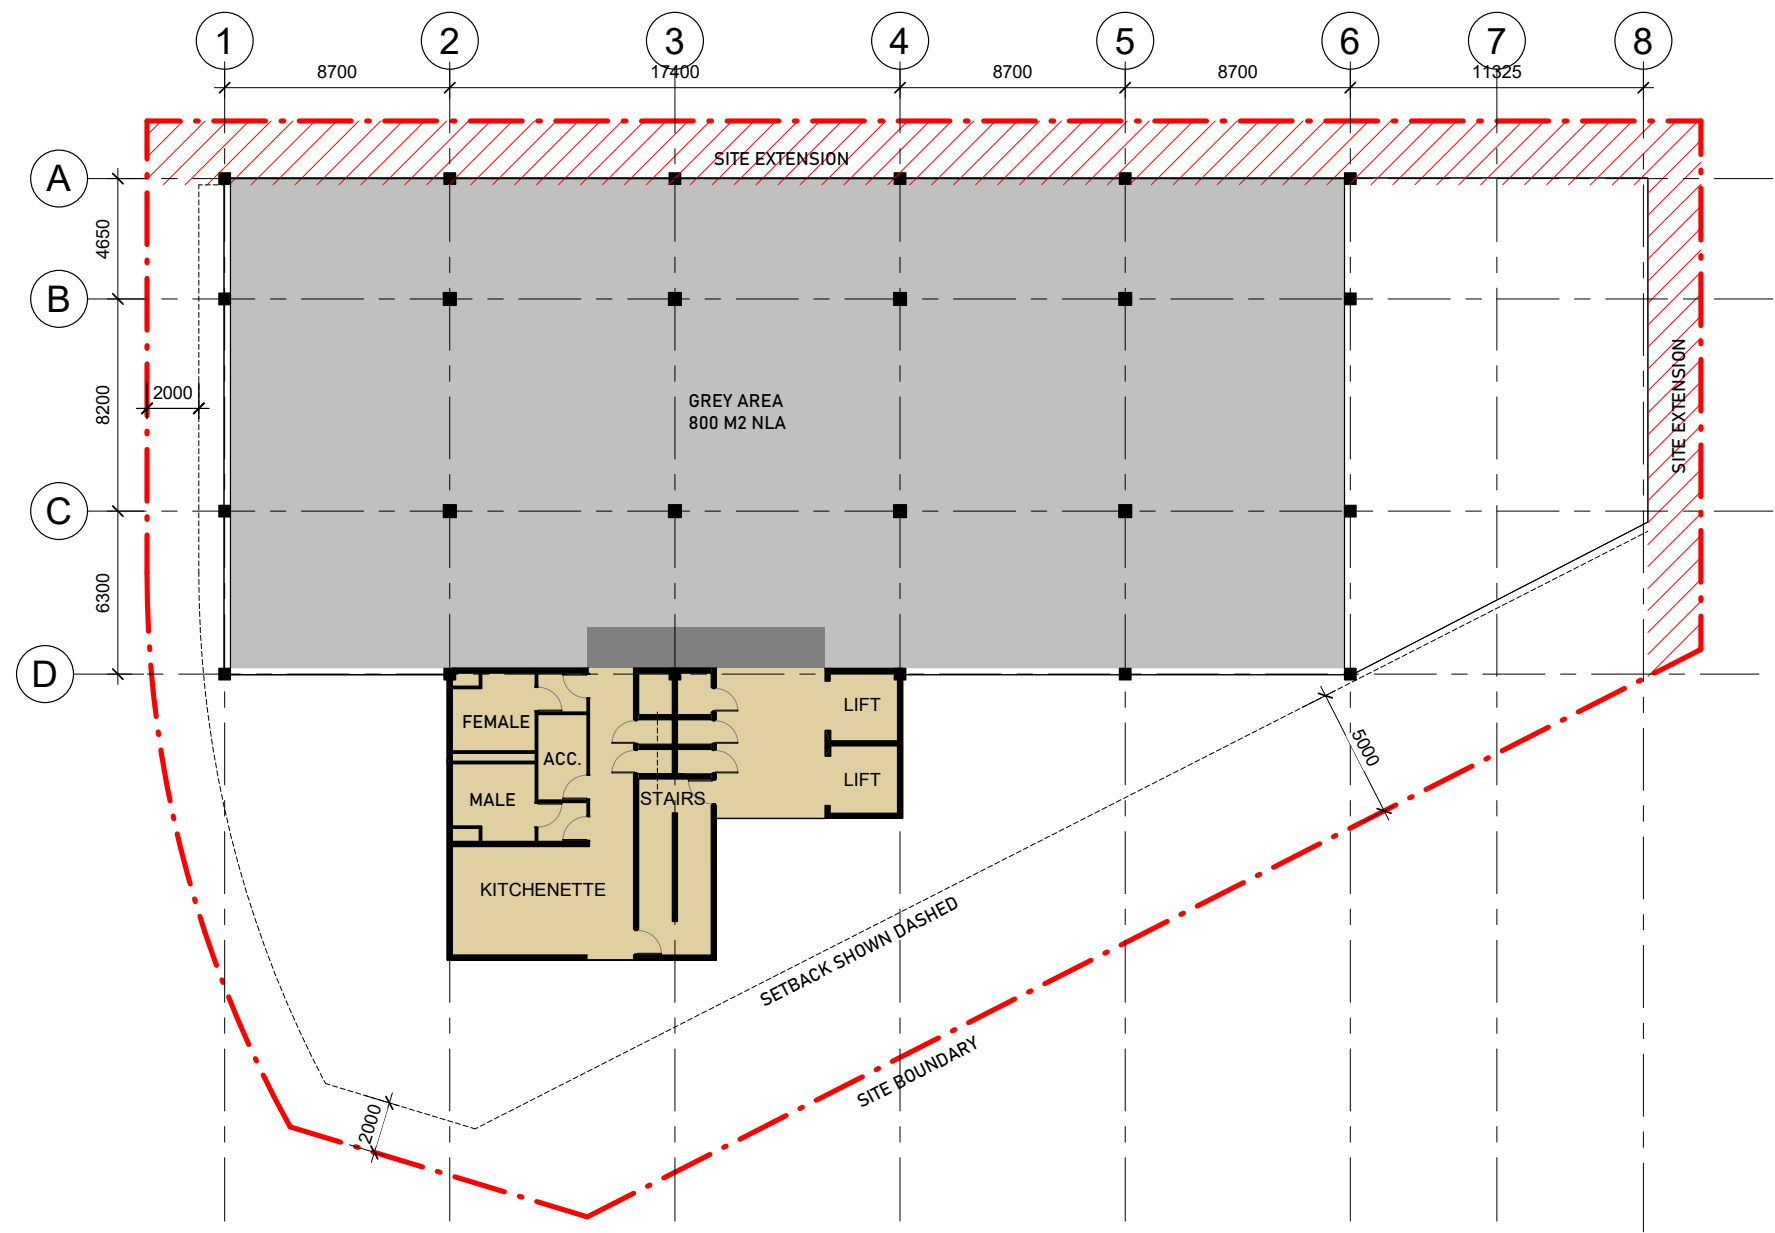 1 2 3 4 5 6 7 8
8700 17400 8700 8700 11325
SITE EXTENSION
A
4650
B
8200
2000
GREY AREA
800 M2 NLA
SITE EXTENSION
C
6300
D
FEMALE
ACC.
MALE
STAIRS
LIFT
LIFT
KITCHENETTE
5000
SETBACK SHOWN DASHED
SITE BOUNDARY
2000